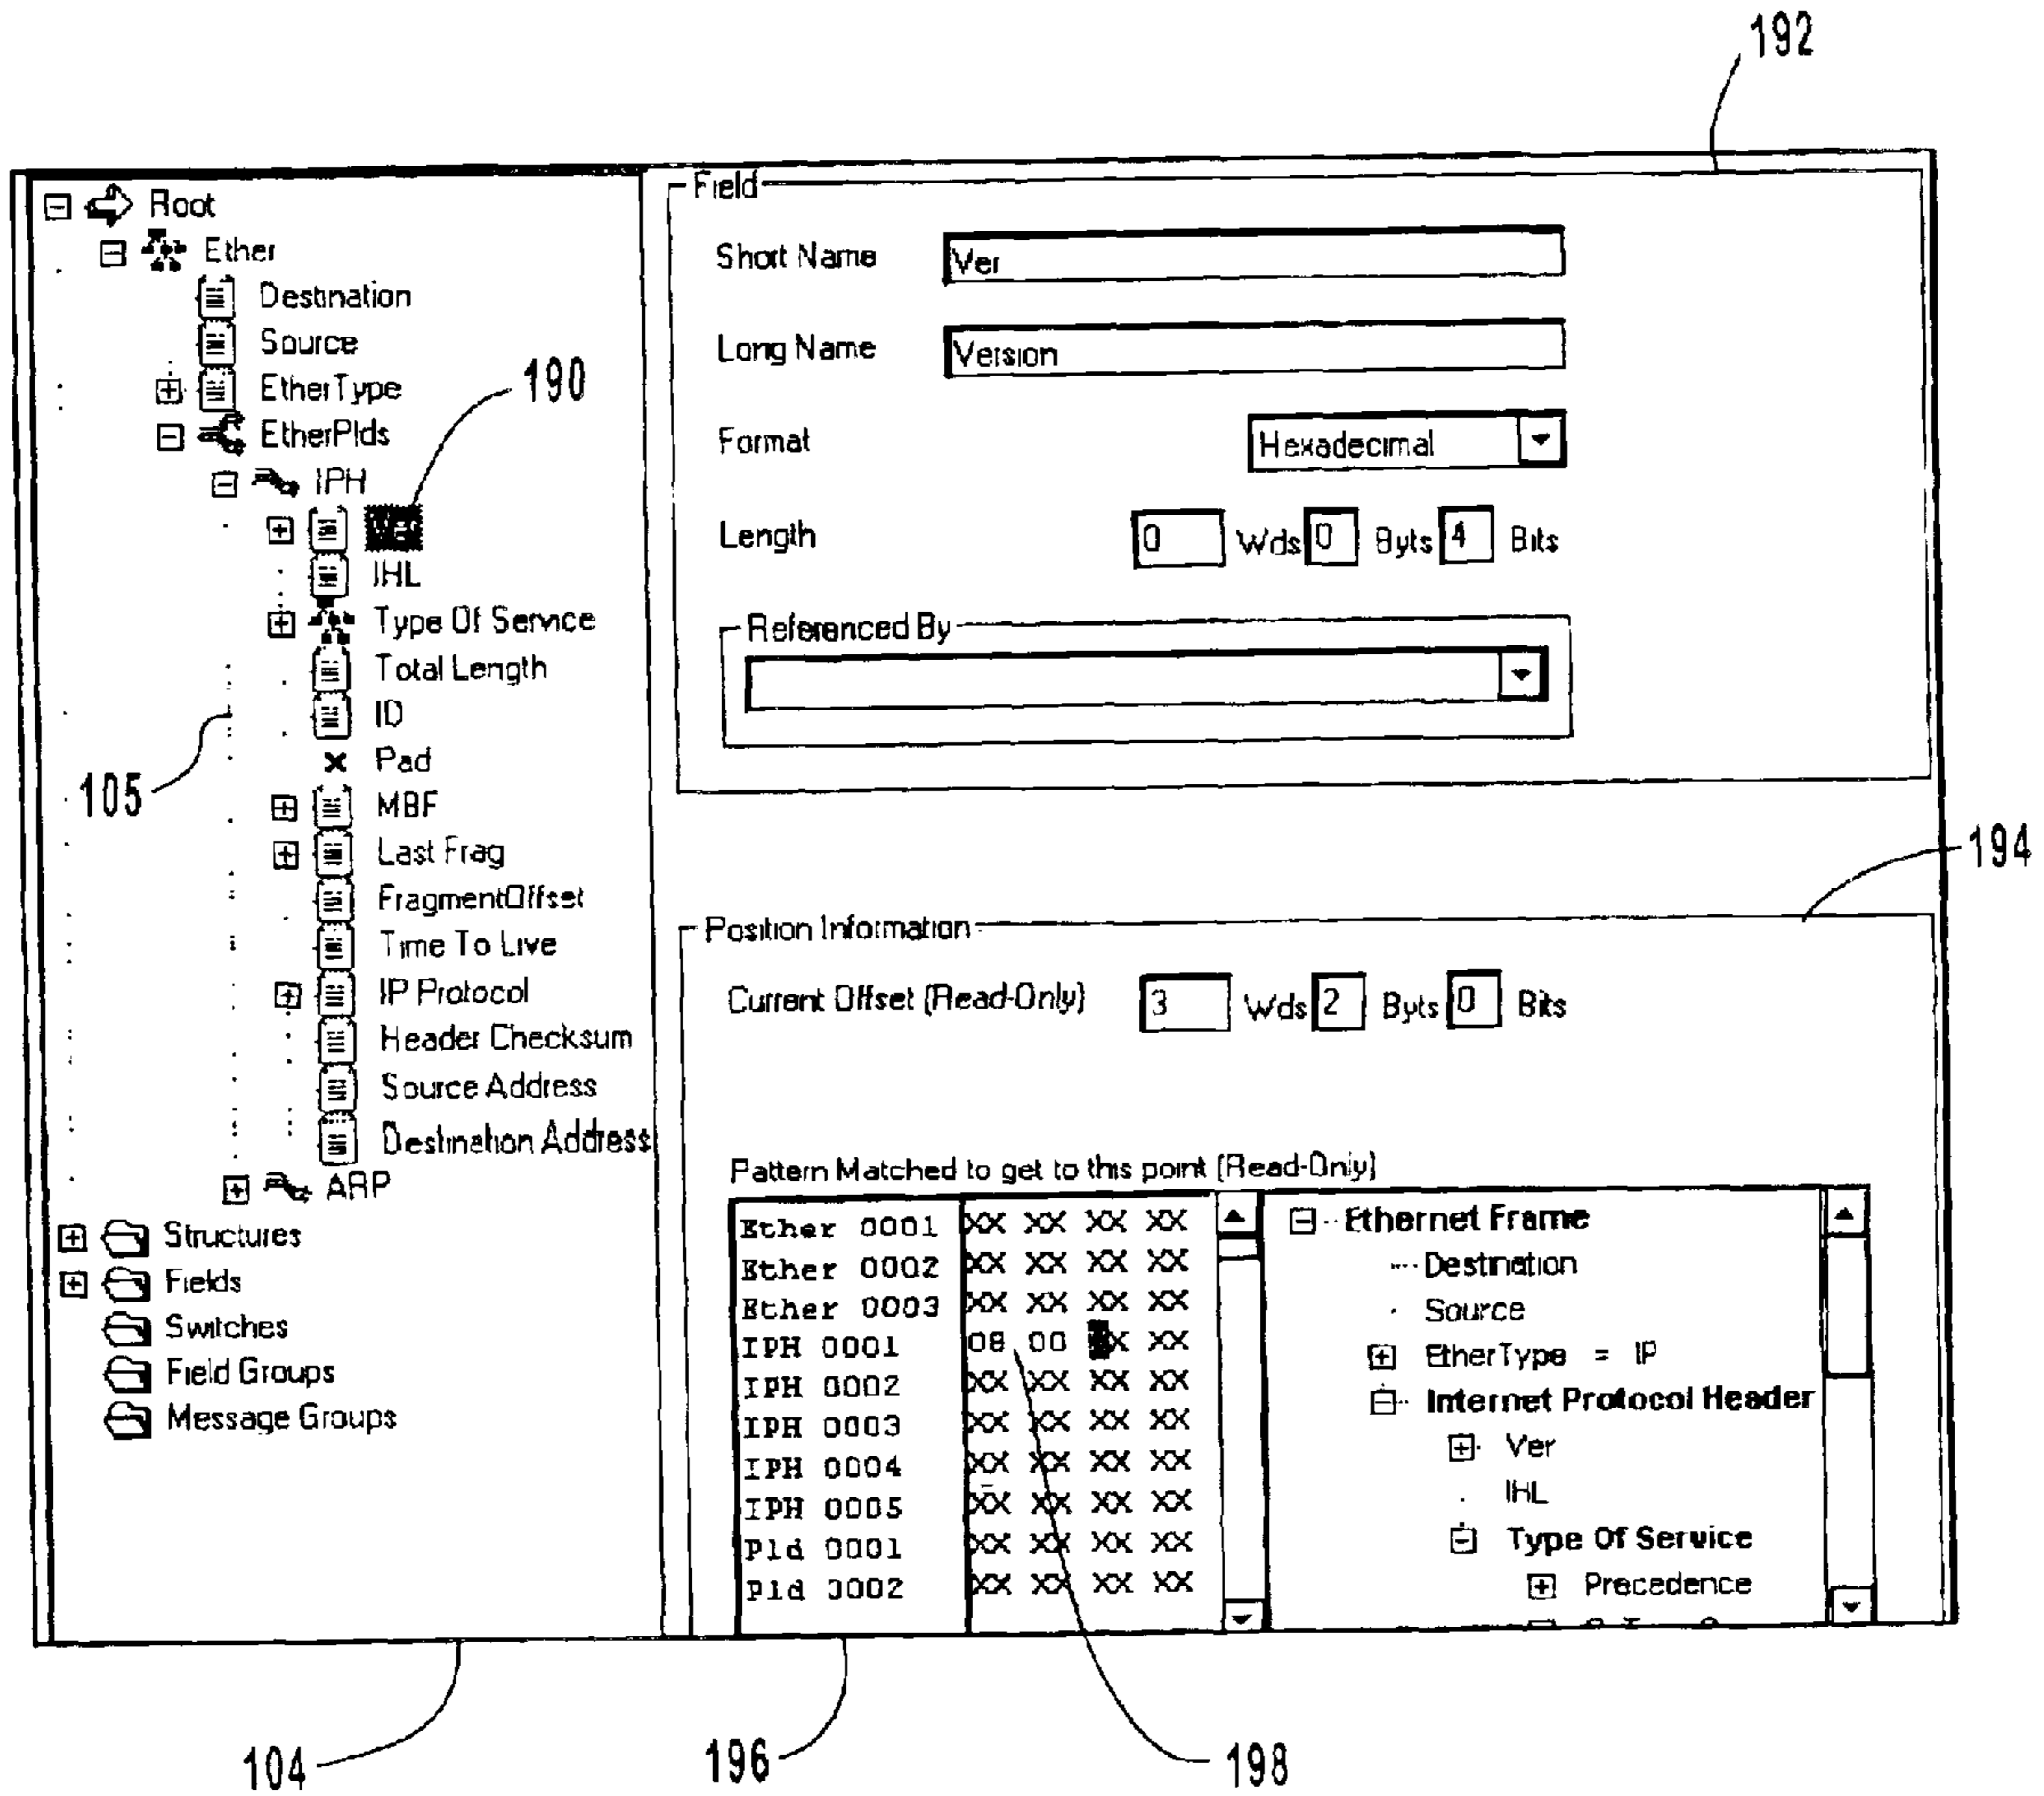 192
Root
Ether
Destination
Source
EtherType
EtherPlds
IPH
Ver
IHL
Type Of Service
Total Length
ID
Pad
MBF
Last Frag
FragmentOffset
Time To Live
IP Protocol
Header Checksum
Source Address
Destination Address
ARP
Structures
Fields
Switches
Field Groups
Message Groups
190
105
Field
Short Name Ver
Long Name Version
Format Hexadecimal
Length 0 Wds 0 Byts 4 Bits
Referenced By
194
Position Information
Current Offset (Read-Only) 3 Wds 2 Byts 0 Bits
Pattern Matched to get to this point (Read-Only)
Ether 0001 XX XX XX XX
Ether 0002 XX XX XX XX
Ether 0003 XX XX XX XX
IPH 0001 08 00 XX XX
IPH 0002 XX XX XX XX
IPH 0003 XX XX XX XX
IPH 0004 XX XX XX XX
IPH 0005 XX XX XX XX
Pld 0001 XX XX XX XX
Pld 0002 XX XX XX XX
Ethernet Frame
Destination
Source
EtherType = IP
Internet Protocol Header
Ver
IHL
Type Of Service
Precedence
104
196
198